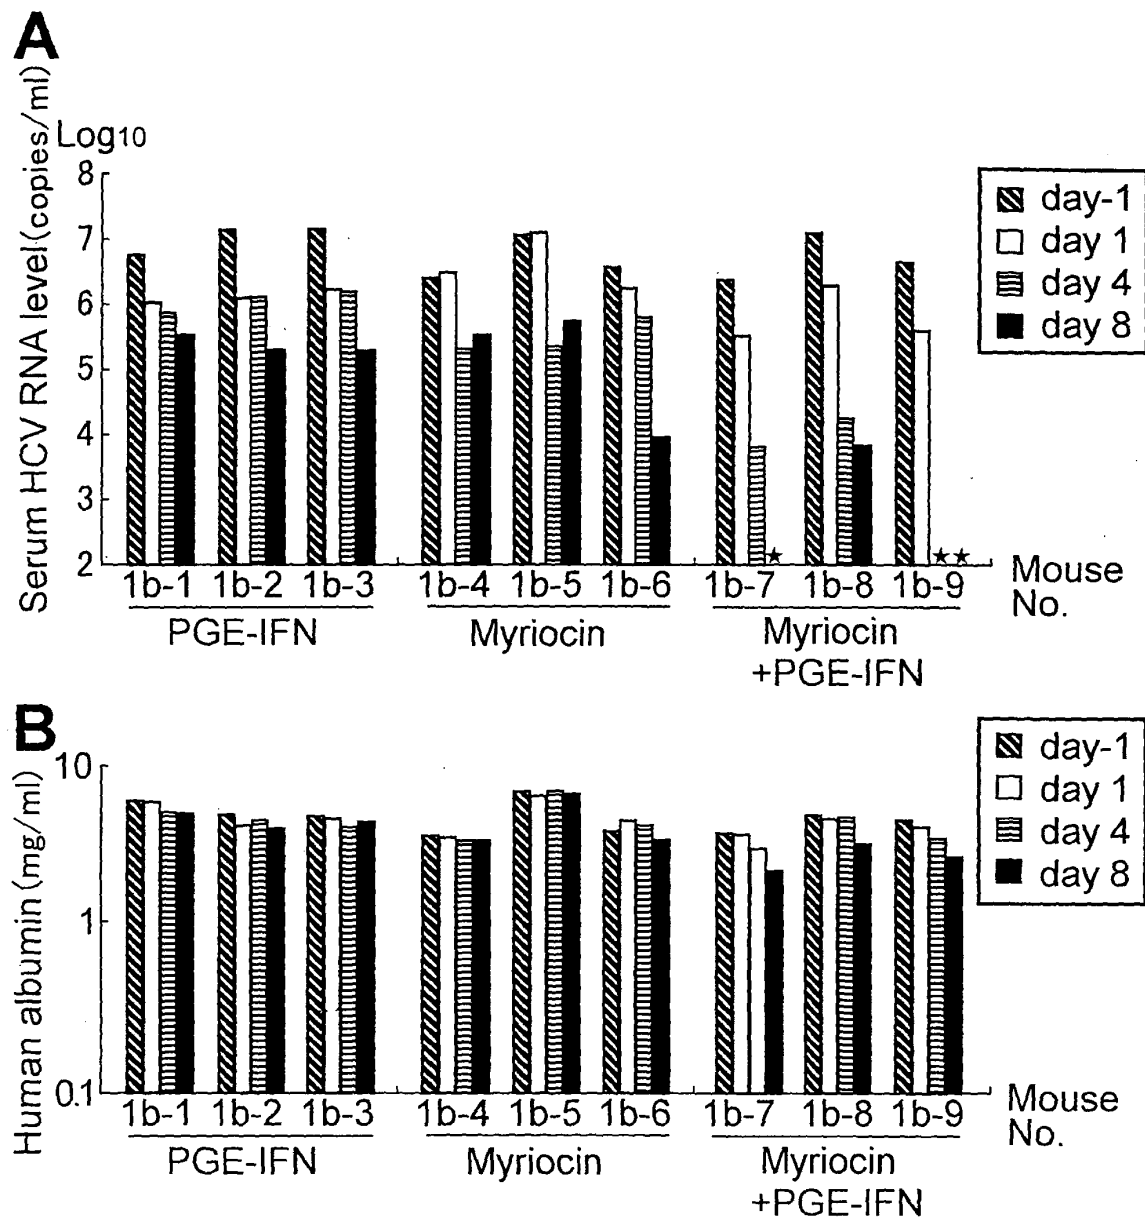 A
Serum HCV RNA level (copies/ml)
Log10
8
7
6
5
4
3
2
day-1
day 1
day 4
day 8
★
★★
1b-1 1b-2 1b-3 1b-4 1b-5 1b-6 1b-7 1b-8 1b-9
Mouse
No.
PGE-IFN
Myriocin
Myriocin
+PGE-IFN
B
Human albumin (mg/ml)
10
1
0.1
day-1
day 1
day 4
day 8
1b-1 1b-2 1b-3 1b-4 1b-5 1b-6 1b-7 1b-8 1b-9
Mouse
No.
PGE-IFN
Myriocin
Myriocin
+PGE-IFN